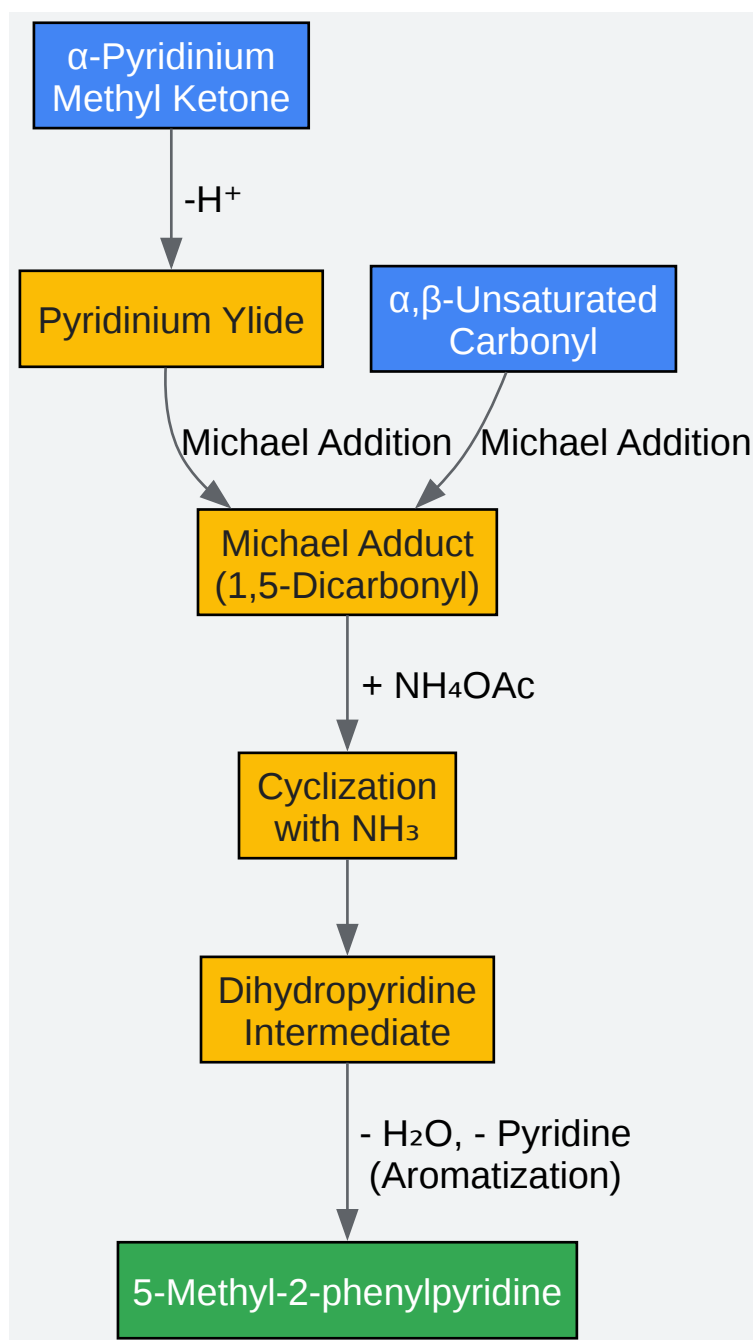 α-Pyridinium
Methyl Ketone
-H⁺
Pyridinium Ylide
α,β-Unsaturated
Carbonyl
Michael Addition
Michael Addition
Michael Adduct
(1,5-Dicarbonyl)
+ NH₄OAc
Cyclization
with NH₃
Dihydropyridine
Intermediate
- H₂O, - Pyridine
(Aromatization)
5-Methyl-2-phenylpyridine